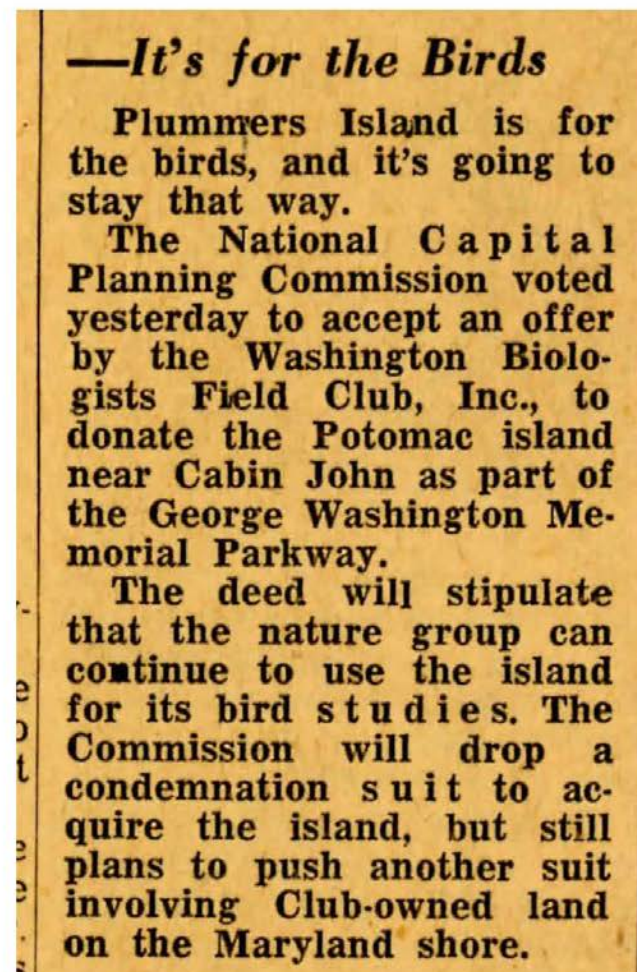 —It's for the Birds
Plummers Island is for
the birds, and it's going to
stay that way.
The National Capital
Planning Commission voted
yesterday to accept an offer
by the Washington Biolo-
gists Field Club, Inc., to
donate the Potomac island
near Cabin John as part of
the George Washington Me-
morial Parkway.
The deed will stipulate
that the nature group can
continue to use the island
for its bird studies. The
Commission will drop a
condemnation suit to ac-
quire the island, but still
plans to push another suit
involving Club-owned land
on the Maryland shore.